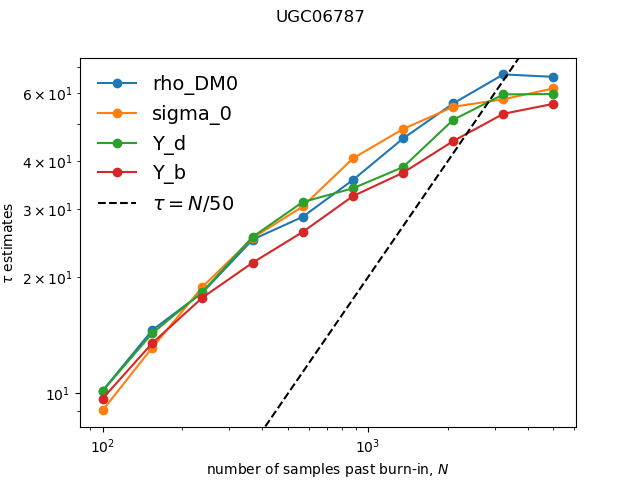 UGC06787
rho_DM0
sigma_0
Y_d
Y_b
τ = N/50
τ estimates
6 × 10¹
4 × 10¹
3 × 10¹
2 × 10¹
10¹
10² 10³
number of samples past burn-in, N